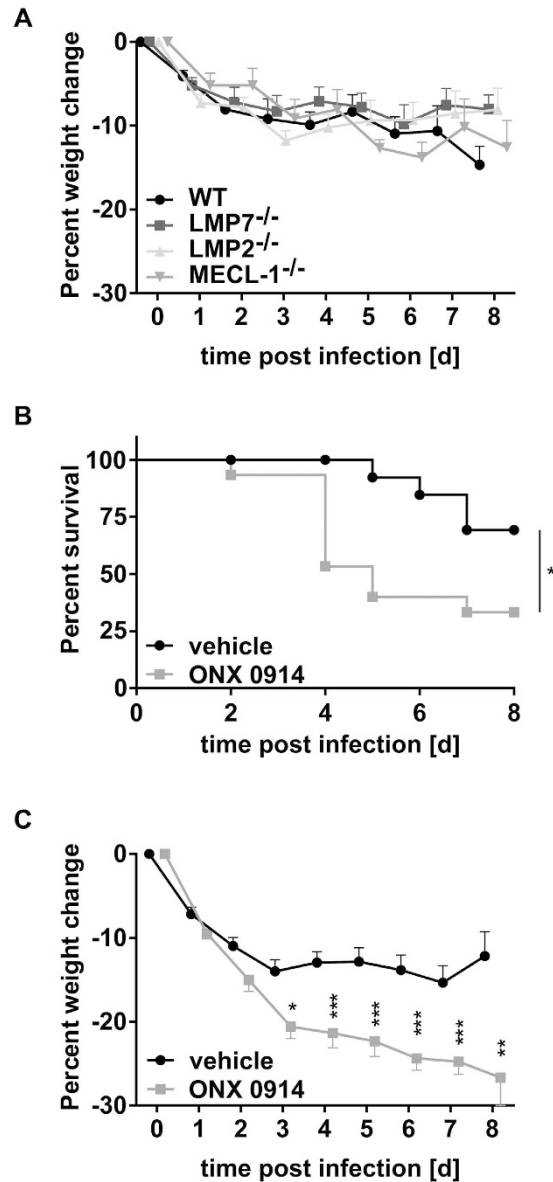 A
Percent weight change
0
-10
-20
-30
WT
LMP7-/-
LMP2-/-
MECL-1-/-
0 1 2 3 4 5 6 7 8
time post infection [d]
B
Percent survival
100
75
50
25
0
vehicle
ONX 0914
*
0 2 4 6 8
time post infection [d]
C
Percent weight change
0
-10
-20
-30
* *** *** *** *** **
vehicle
ONX 0914
0 1 2 3 4 5 6 7 8
time post infection [d]